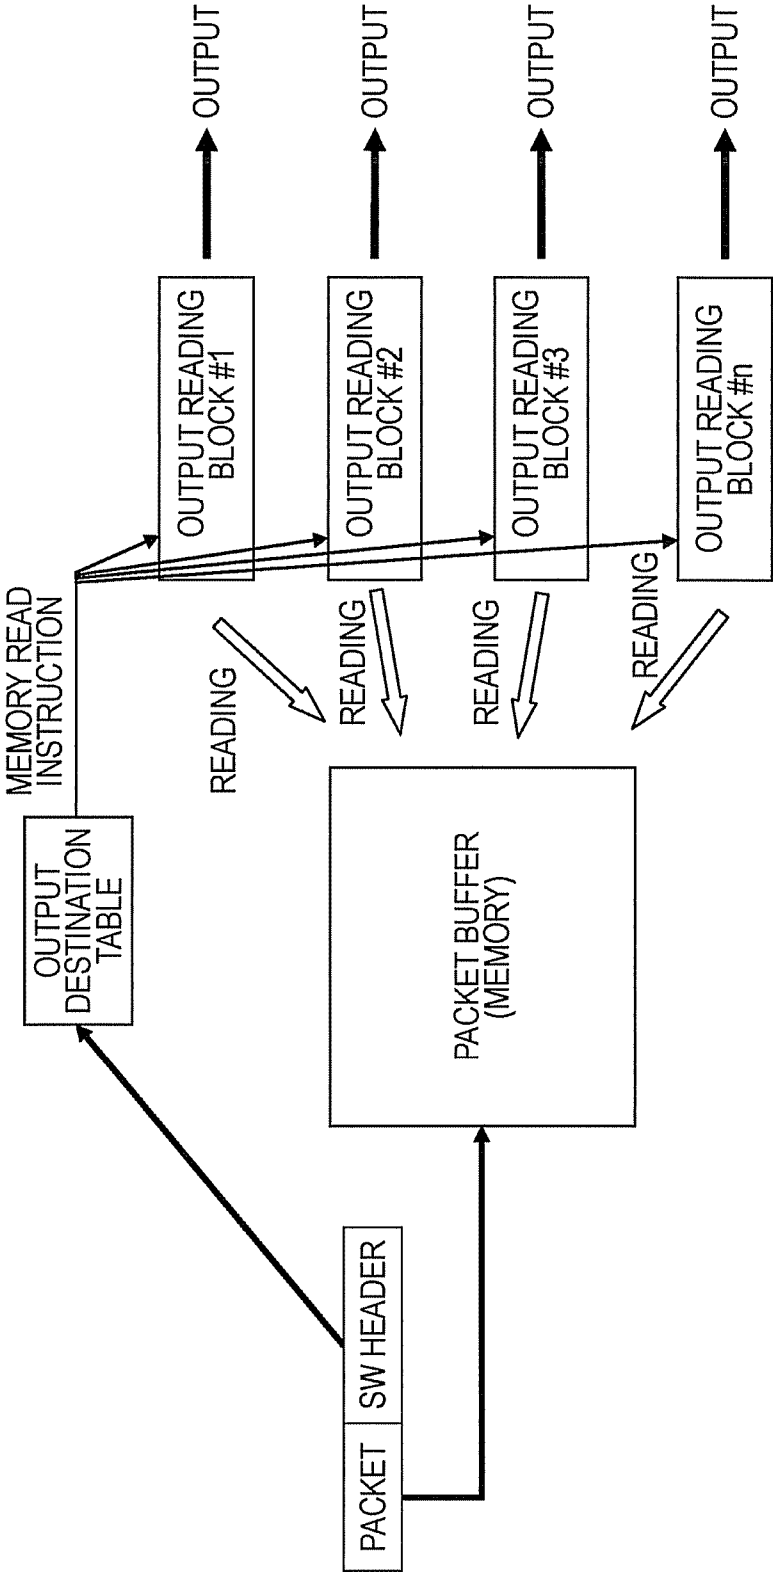 PACKET
SW HEADER
OUTPUT
DESTINATION
TABLE
MEMORY READ
INSTRUCTION
PACKET BUFFER
(MEMORY)
READING
READING
READING
READING
OUTPUT READING
BLOCK #1
OUTPUT READING
BLOCK #2
OUTPUT READING
BLOCK #3
OUTPUT READING
BLOCK #n
OUTPUT
OUTPUT
OUTPUT
OUTPUT